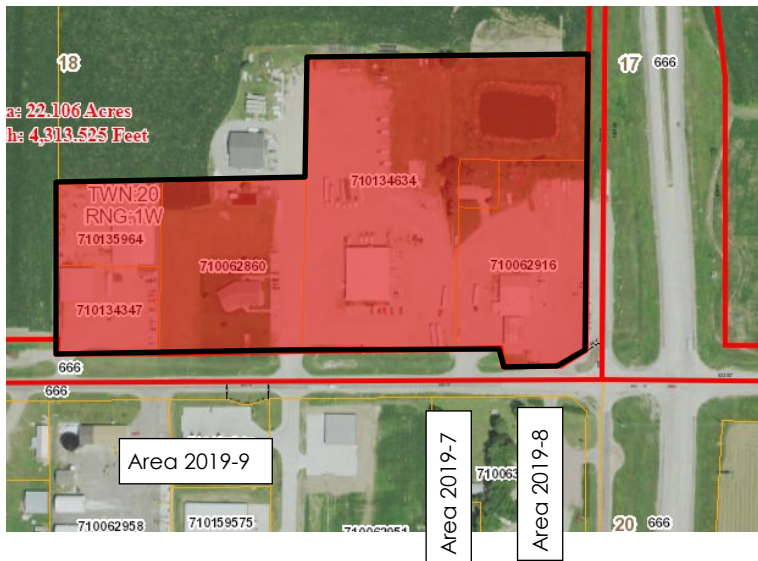 18
17 666
a: 22.106 Acres
h: 4,313.525 Feet
TWN:20
RNG:1W
710134634
710135964
710062860
710062916
710134347
666
666
Area 2019-9
Area 2019-7
Area 2019-8
71006
710062958
710159575
710062951
20 666